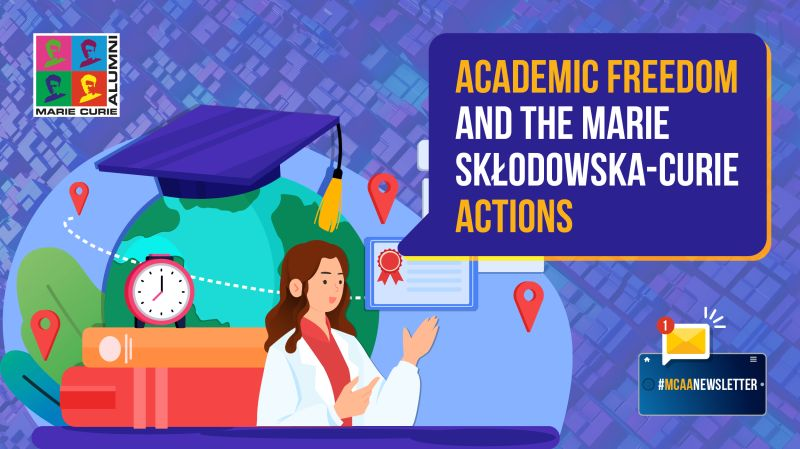 MARIE CURIE
ALUMNI
ACADEMIC FREEDOM
AND THE MARIE
SKŁODOWSKA-CURIE
ACTIONS
1
#MCAANEWSLETTER